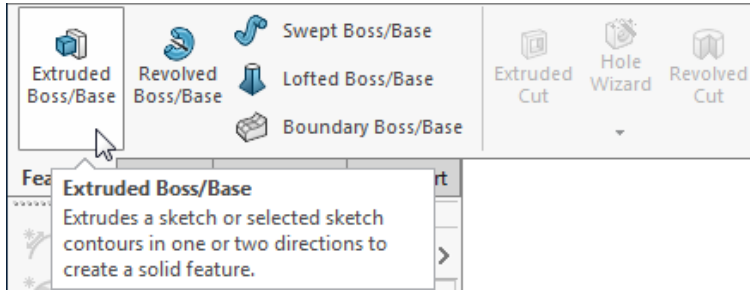 Extruded
Boss/Base
Revolved
Boss/Base
Swept Boss/Base
Lofted Boss/Base
Boundary Boss/Base
Extruded
Cut
Hole
Wizard
Revolved
Cut
Extruded Boss/Base
Extrudes a sketch or selected sketch
contours in one or two directions to
create a solid feature.